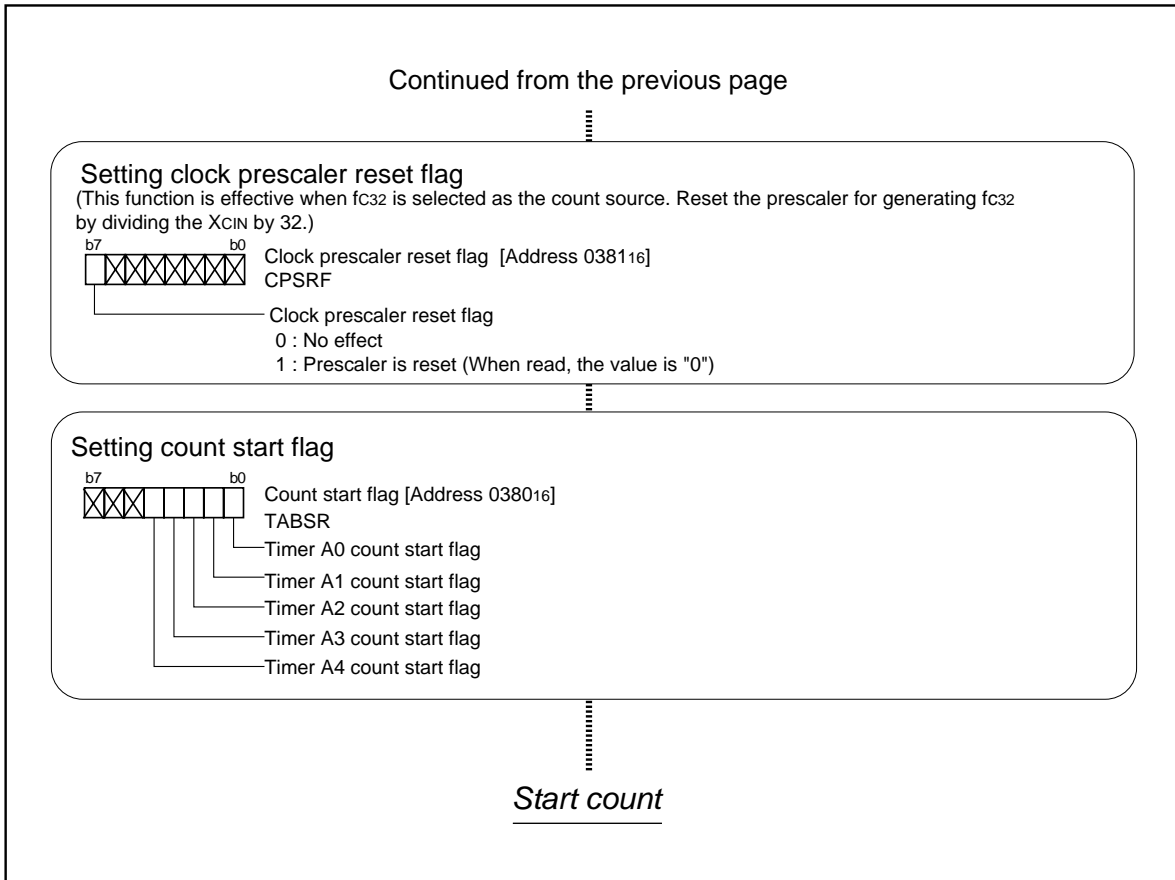 Continued from the previous page
Setting clock prescaler reset flag
(This function is effective when fC32 is selected as the count source. Reset the prescaler for generating fc32
by dividing the XCIN by 32.)
b7 b0
Clock prescaler reset flag [Address 038116]
CPSRF
Clock prescaler reset flag
0 : No effect
1 : Prescaler is reset (When read, the value is "0")
Setting count start flag
b7 b0
Count start flag [Address 038016]
TABSR
Timer A0 count start flag
Timer A1 count start flag
Timer A2 count start flag
Timer A3 count start flag
Timer A4 count start flag
Start count